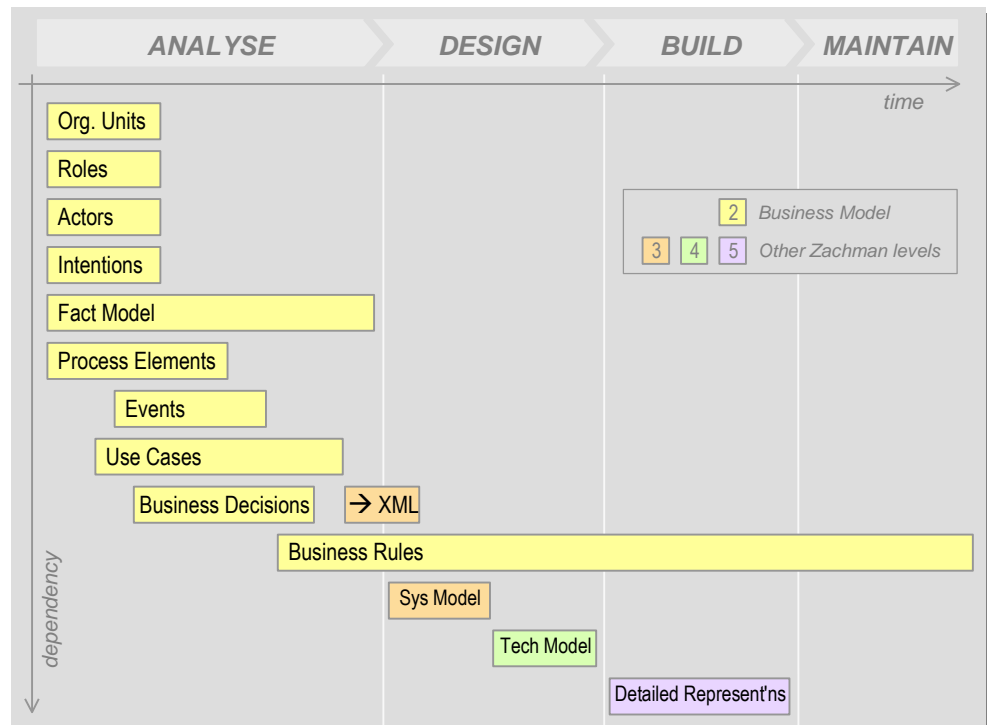 ANALYSE DESIGN BUILD MAINTAIN
time
Org. Units
Roles
Actors
2 Business Model
Intentions
3 4 5 Other Zachman levels
Fact Model
Process Elements
Events
Use Cases
Business Decisions → XML
Business Rules
dependency
Sys Model
Tech Model
Detailed Represent'ns